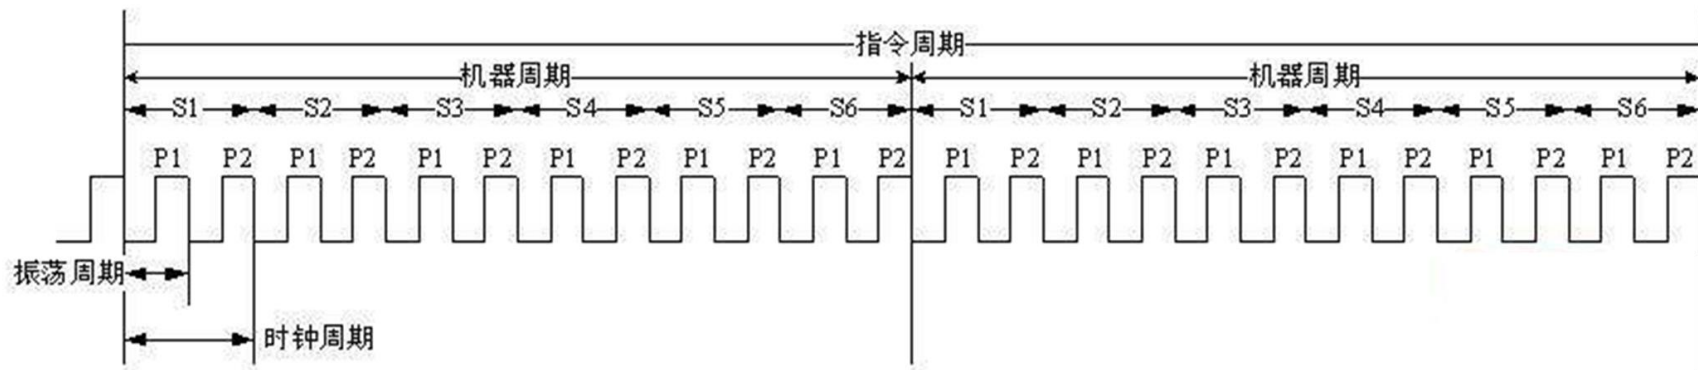 指令周期
机器周期 机器周期
S1 S2 S3 S4 S5 S6 S1 S2 S3 S4 S5 S6
P1 P2 P1 P2 P1 P2 P1 P2 P1 P2 P1 P2 P1 P2 P1 P2 P1 P2 P1 P2 P1 P2 P1 P2
振荡周期
时钟周期